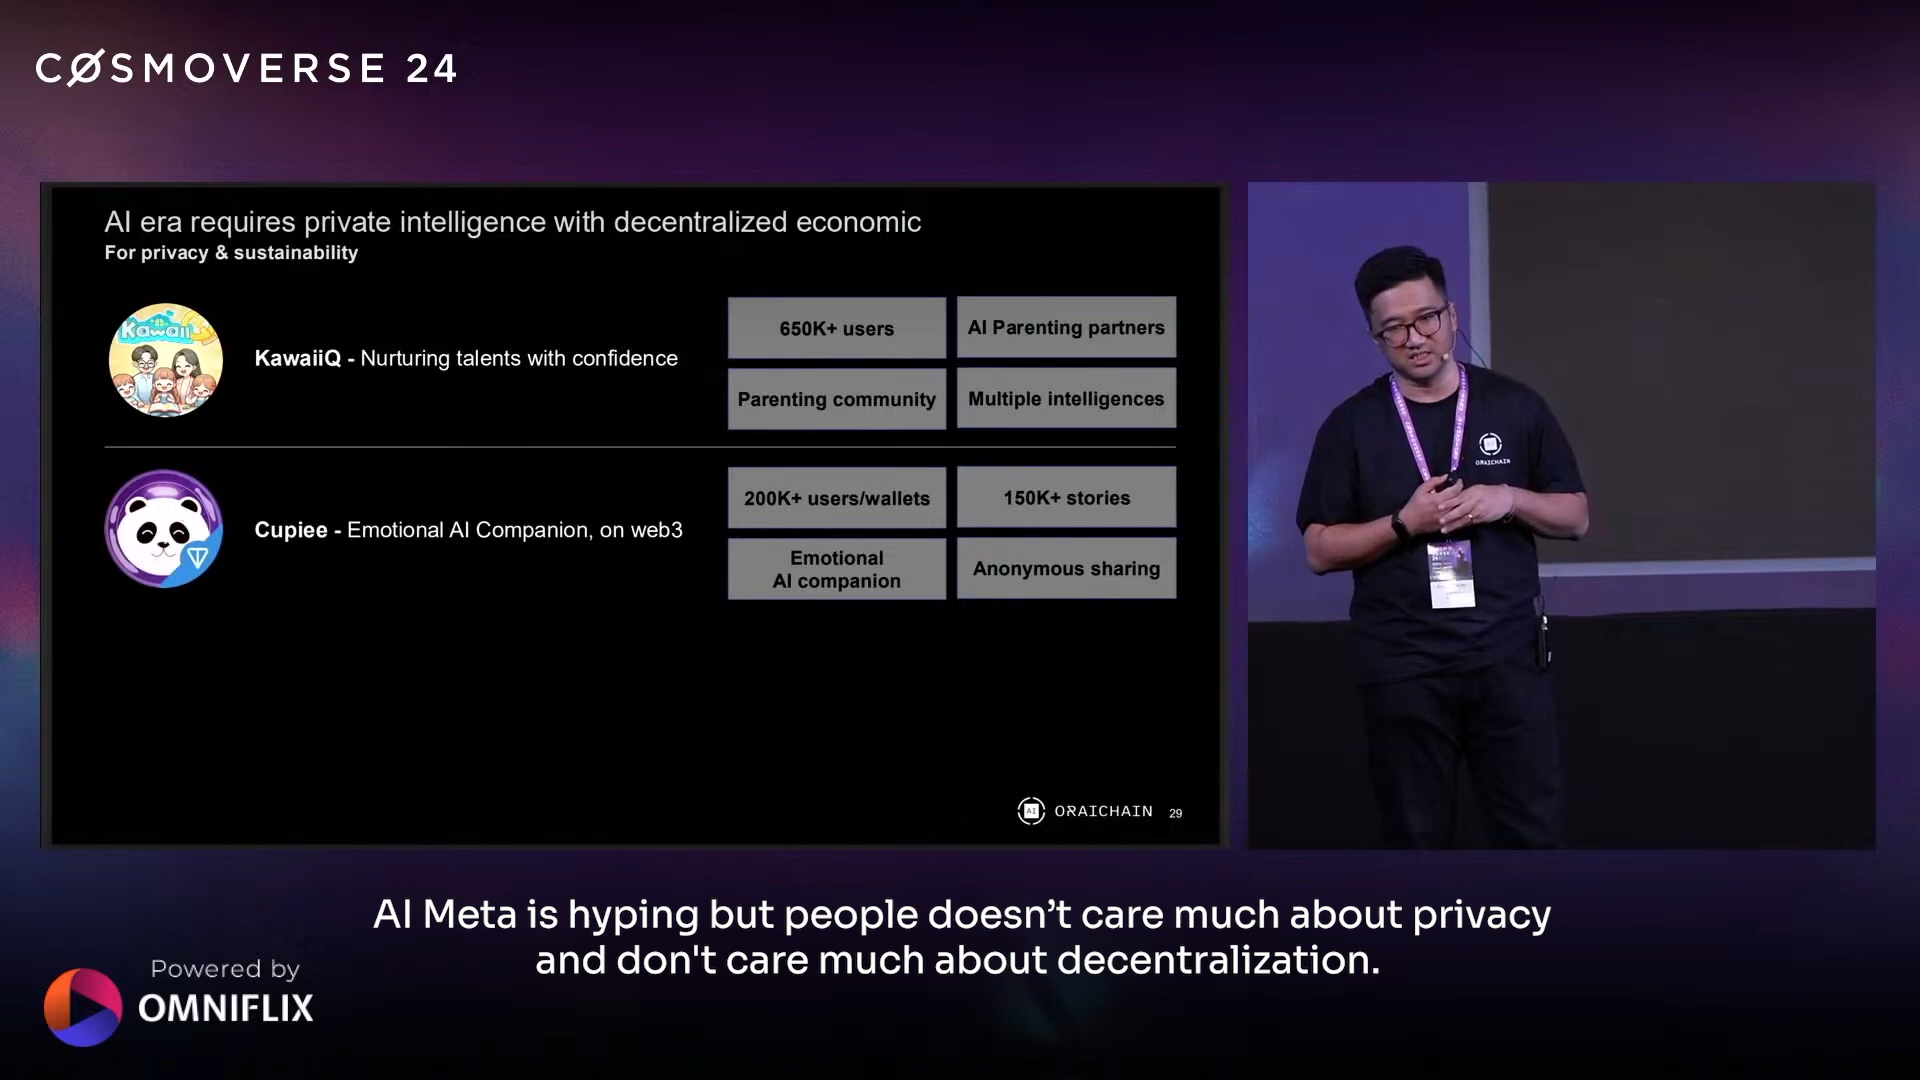 CØSMOVERSE 24
AI era requires private intelligence with decentralized economic
For privacy & sustainability
Kawaii
KawaiiQ - Nurturing talents with confidence
650K+ users
AI Parenting partners
Parenting community
Multiple intelligences
Cupiee - Emotional AI Companion, on web3
200K+ users/wallets
150K+ stories
Emotional
AI companion
Anonymous sharing
AI
ORAICHAIN
29
AI
ORAICHAIN
AI Meta is hyping but people doesn’t care much about privacy
and don't care much about decentralization.
Powered by
OMNIFLIX